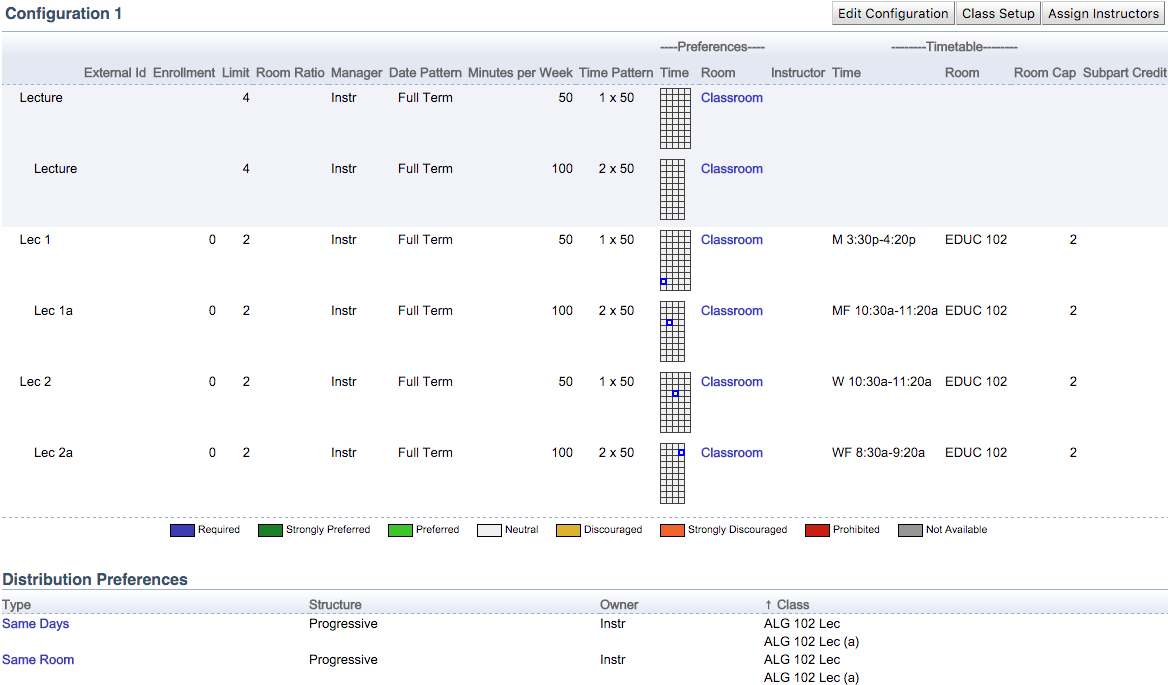 Configuration 1 Edit Configuration Class Setup Assign Instructors
----Preferences---- --------Timetable--------
External Id Enrollment Limit Room Ratio Manager Date Pattern Minutes per Week Time Pattern Time Room Instructor Time Room Room Cap Subpart Credit
Lecture 4 Instr Full Term 50 1 x 50 Classroom
Lecture 4 Instr Full Term 100 2 x 50 Classroom
Lec 1 0 2 Instr Full Term 50 1 x 50 Classroom M 3:30p-4:20p EDUC 102 2
Lec 1a 0 2 Instr Full Term 100 2 x 50 Classroom MF 10:30a-11:20a EDUC 102 2
Lec 2 0 2 Instr Full Term 50 1 x 50 Classroom W 10:30a-11:20a EDUC 102 2
Lec 2a 0 2 Instr Full Term 100 2 x 50 Classroom WF 8:30a-9:20a EDUC 102 2
Required Strongly Preferred Preferred Neutral Discouraged Strongly Discouraged Prohibited Not Available
Distribution Preferences
Type Structure Owner ↑ Class
Same Days Progressive Instr ALG 102 Lec
ALG 102 Lec (a)
Same Room Progressive Instr ALG 102 Lec
ALG 102 Lec (a)